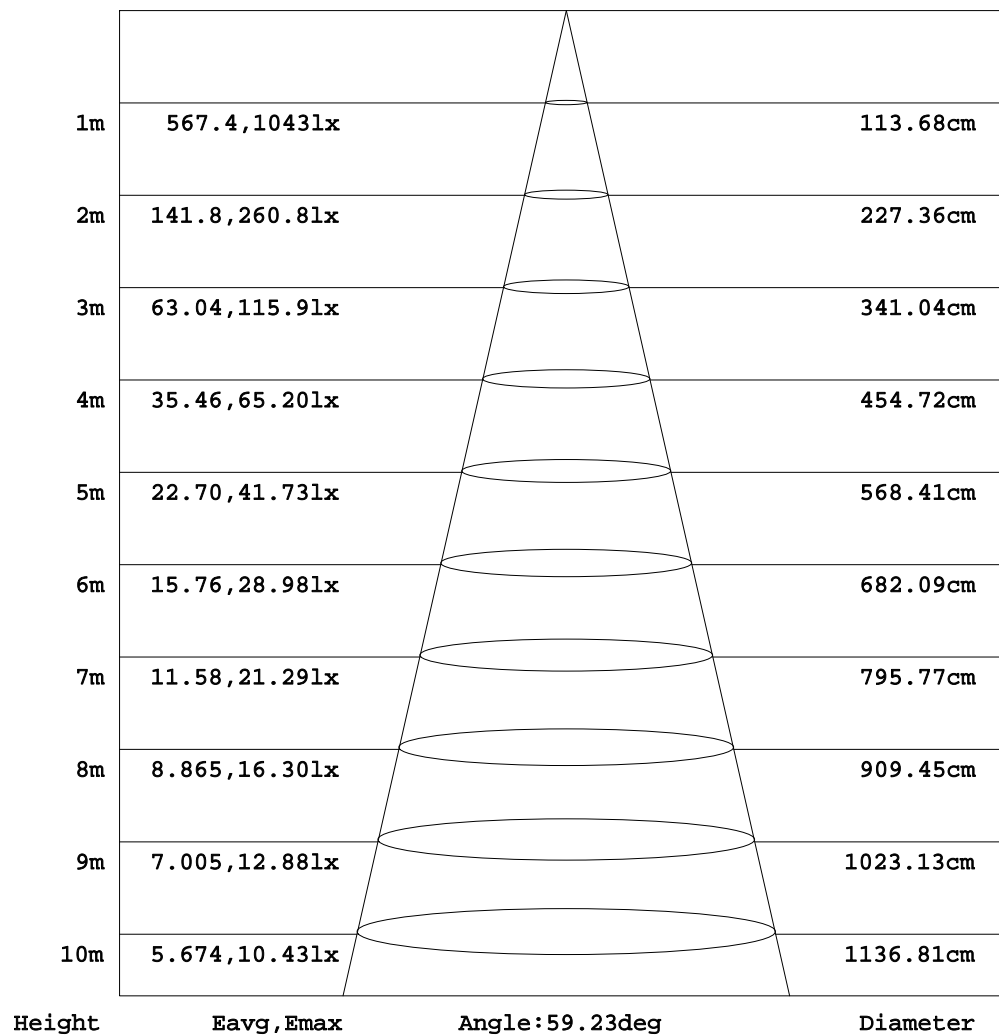 1m 567.4,1043lx 113.68cm
2m 141.8,260.8lx 227.36cm
3m 63.04,115.9lx 341.04cm
4m 35.46,65.20lx 454.72cm
5m 22.70,41.73lx 568.41cm
6m 15.76,28.98lx 682.09cm
7m 11.58,21.29lx 795.77cm
8m 8.865,16.30lx 909.45cm
9m 7.005,12.88lx 1023.13cm
10m 5.674,10.43lx 1136.81cm
Height Eavg,Emax Angle:59.23deg Diameter